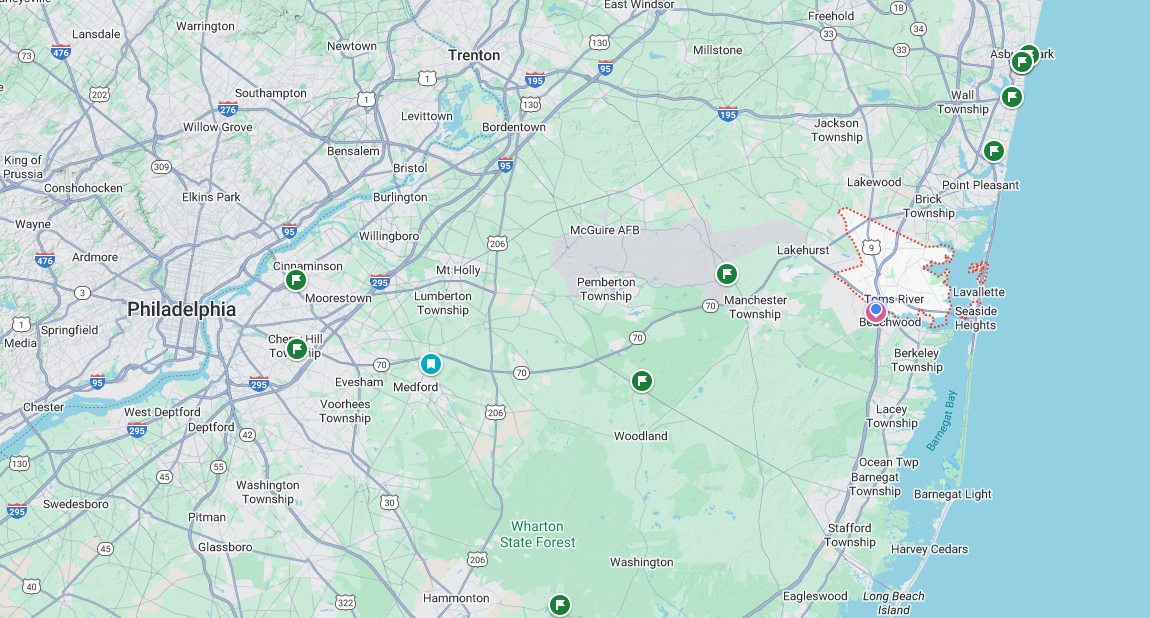 East Windsor
Freehold
18
Warrington
Lansdale
34
33
130
Newtown
Millstone
33
476
73
Trenton
95
1
195
Wall
Township
202
Southampton
1
276
130
195
Levittown
Jackson
Township
Willow Grove
Bordentown
Bensalem
95
King of
Prussia
309
Bristol
Lakewood
Point Pleasant
Conshohocken
Elkins Park
Burlington
Brick
Township
Wayne
95
McGuire AFB
Willingboro
206
9
Lakehurst
476
Ardmore
Cinnaminson
Mt Holly
295
Pemberton
Township
3
Moorestown
Lumberton
Township
Lavallette
Toms River
70
Manchester
Township
Philadelphia
Seaside
Heights
1
Springfield
Beachwood
Media
70
Berkeley
Township
70
70
95
295
Evesham
Medford
Chester
West Deptford
Voorhees
Township
206
Lacey
Township
Barnegat Bay
295
Deptford
42
Woodland
130
55
Ocean Twp
45
Barnegat
Township
Washington
Township
Barnegat Light
30
Swedesboro
295
Pitman
Wharton
State Forest
Stafford
Township
45
Glassboro
Harvey Cedars
206
Washington
40
322
Hammonton
Eagleswood
Long Beach
Island